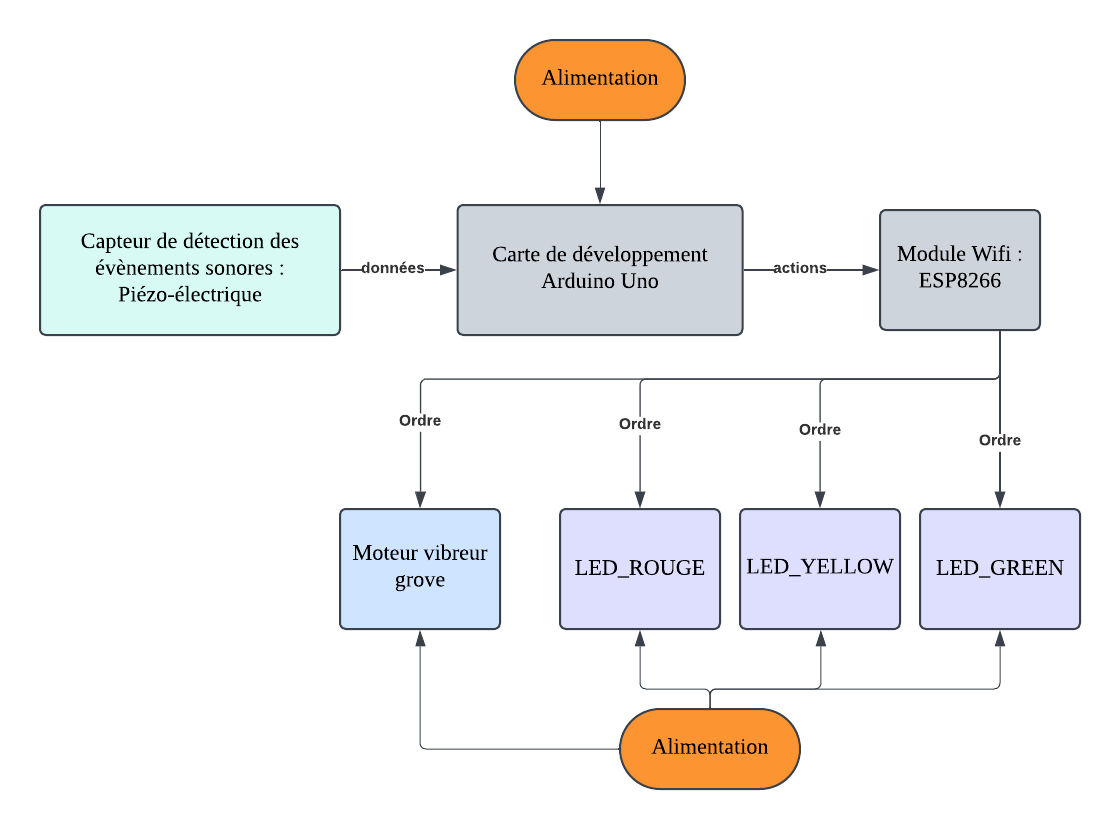 Alimentation
Capteur de détection des
évènements sonores :
Piézo-électrique
données
Carte de développement
Arduino Uno
actions
Module Wifi :
ESP8266
Ordre
Ordre
Ordre
Ordre
Moteur vibreur
grove
LED_ROUGE
LED_YELLOW
LED_GREEN
Alimentation